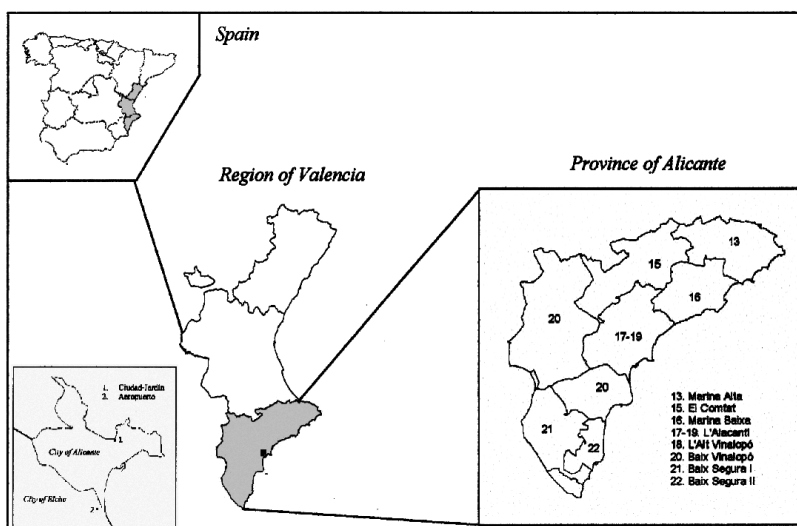 Spain
Region of Valencia
Province of Alicante
13
15
16
20
17-19
20
21
22
13. Marina Alta
15. El Comtat
16. Marina Baixa
17-19. L'Alacantí
18. L'Alt Vinalopó
20. Baix Vinalopó
21. Baix Segura I
22. Baix Segura II
1. Ciudad-Jardín
2. Aeropuerto
1
City of Alicante
City of Elche
2